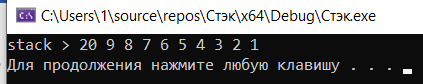 C:\Users\1\source\repos\Стэк\x64\Debug\Стэк.exe
stack > 20 9 8 7 6 5 4 3 2 1
Для продолжения нажмите любую клавишу . . .